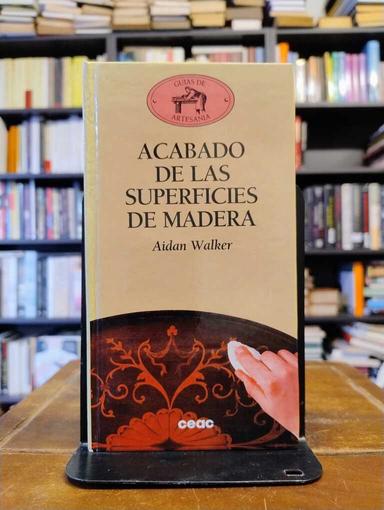 GUIAS DE
ARTESANIA
ACABADO
DE LAS
SUPERFICIES
DE MADERA
Aidan Walker
ceac